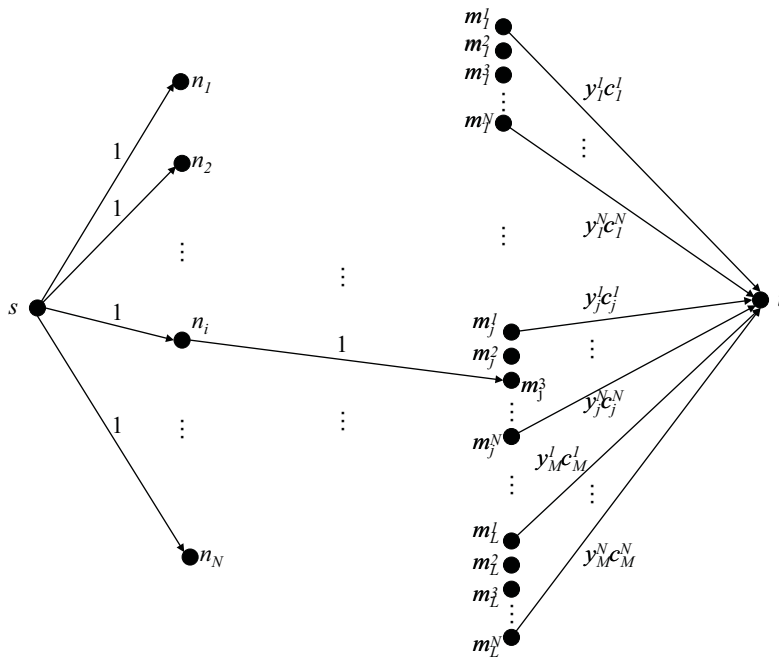 s
n_1
n_2
n_i
n_N
1
1
1
1
1
m_1^1
m_1^2
m_1^3
m_1^N
m_j^1
m_j^2
m_j^3
m_j^N
m_L^1
m_L^2
m_L^3
m_L^N
y_1^1c_1^1
y_1^Nc_1^N
y_j^1c_j^1
y_j^Nc_j^N
y_M^1c_M^1
y_M^Nc_M^N